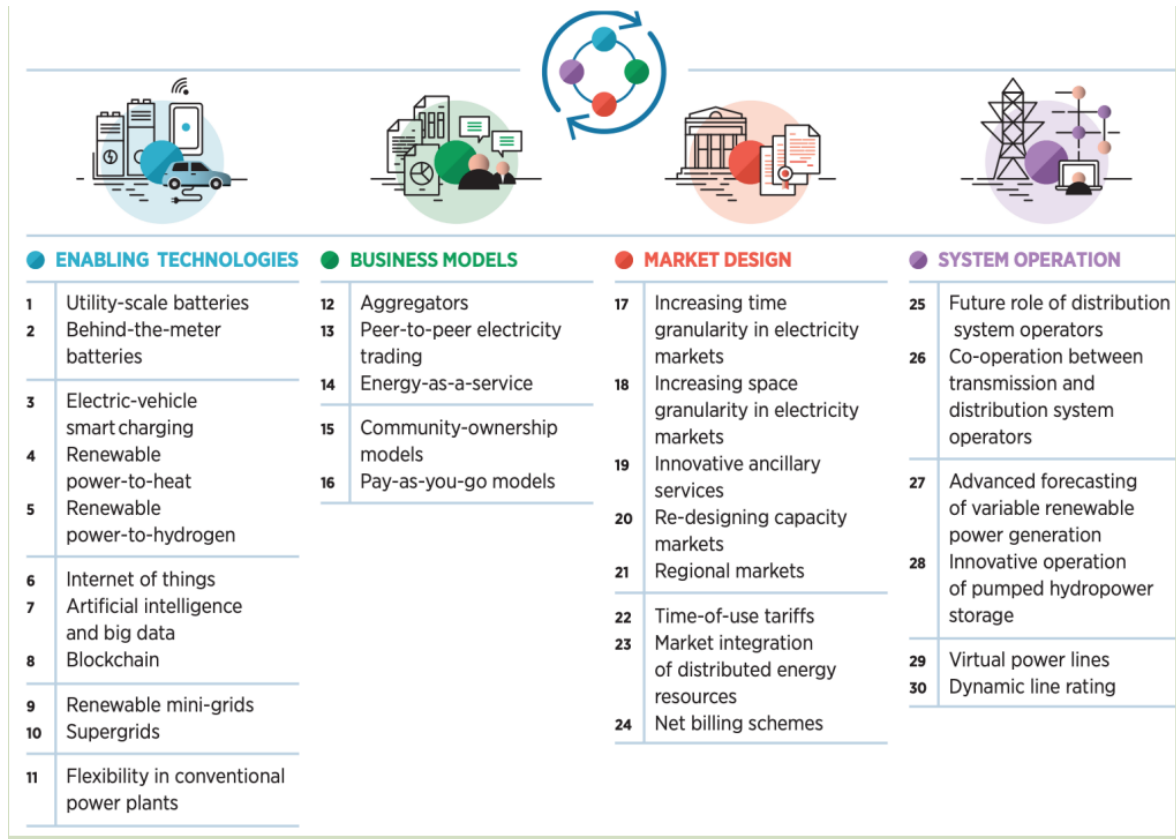 ENABLING TECHNOLOGIES
1 Utility-scale batteries
2 Behind-the-meter
batteries
3 Electric-vehicle
smart charging
4 Renewable
power-to-heat
5 Renewable
power-to-hydrogen
6 Internet of things
7 Artificial intelligence
and big data
8 Blockchain
9 Renewable mini-grids
10 Supergrids
11 Flexibility in conventional
power plants
BUSINESS MODELS
12 Aggregators
13 Peer-to-peer electricity
trading
14 Energy-as-a-service
15 Community-ownership
models
16 Pay-as-you-go models
MARKET DESIGN
17 Increasing time
granularity in electricity
markets
18 Increasing space
granularity in electricity
markets
19 Innovative ancillary
services
20 Re-designing capacity
markets
21 Regional markets
22 Time-of-use tariffs
23 Market integration
of distributed energy
resources
24 Net billing schemes
SYSTEM OPERATION
25 Future role of distribution
system operators
26 Co-operation between
transmission and
distribution system
operators
27 Advanced forecasting
of variable renewable
power generation
28 Innovative operation
of pumped hydropower
storage
29 Virtual power lines
30 Dynamic line rating